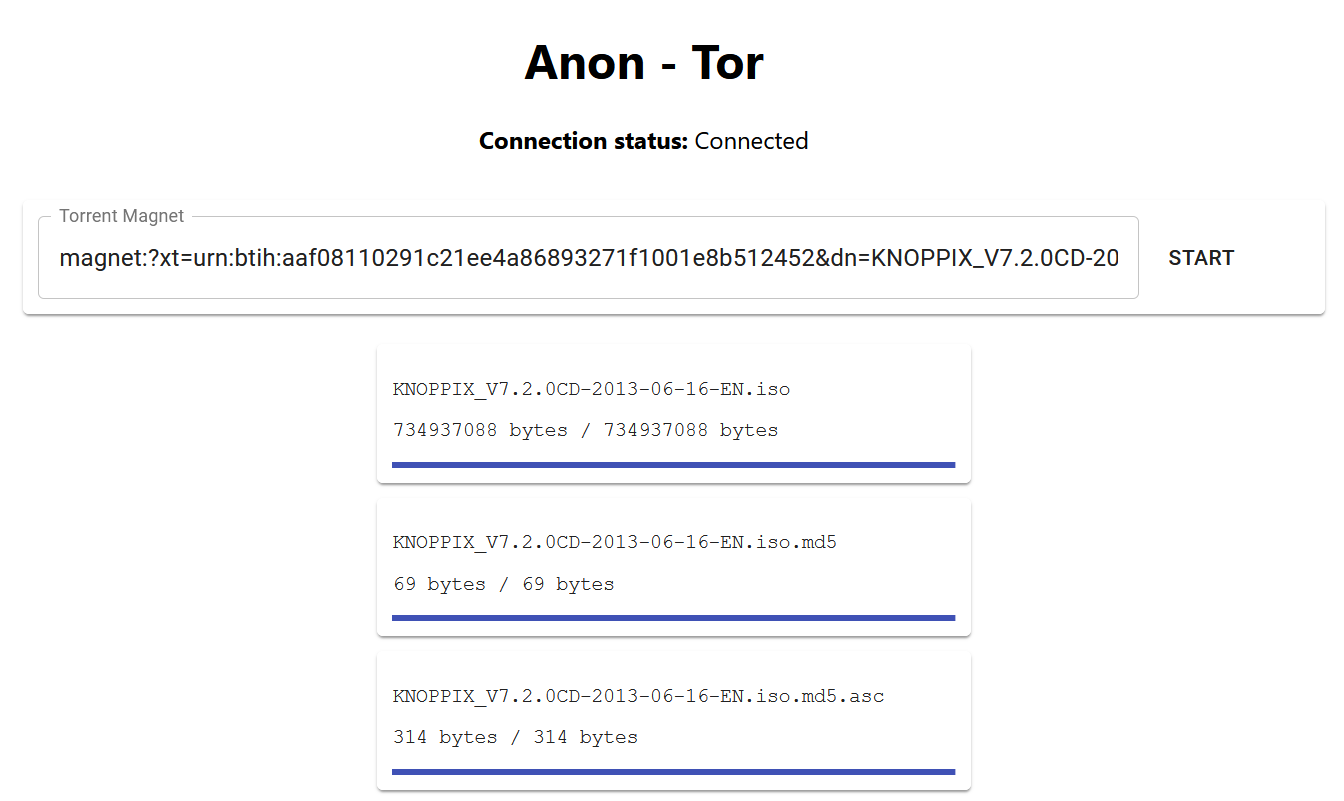 Anon - Tor
Connection status: Connected
Torrent Magnet
magnet:?xt=urn:btih:aaf08110291c21ee4a86893271f1001e8b512452&dn=KNOPPIX_V7.2.0CD-20
START
KNOPPIX_V7.2.0CD-2013-06-16-EN.iso
734937088 bytes / 734937088 bytes
KNOPPIX_V7.2.0CD-2013-06-16-EN.iso.md5
69 bytes / 69 bytes
KNOPPIX_V7.2.0CD-2013-06-16-EN.iso.md5.asc
314 bytes / 314 bytes